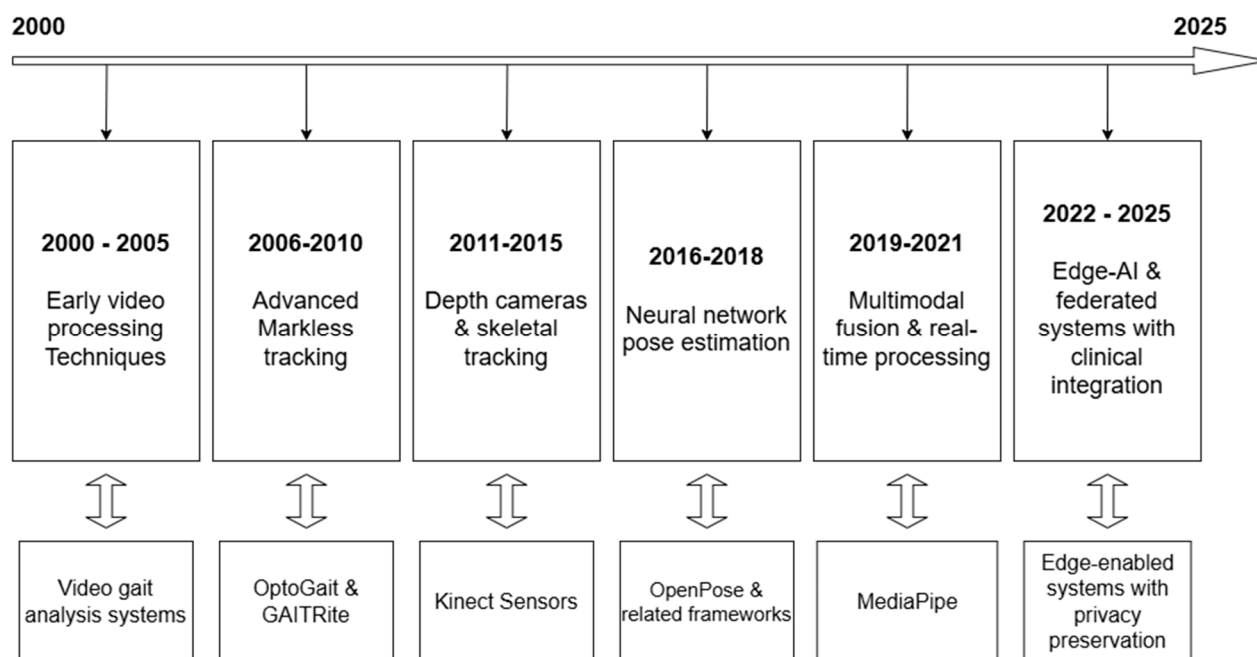 2000
2025
2000 - 2005
Early video
processing
Techniques
2006-2010
Advanced
Markless
tracking
2011-2015
Depth cameras
& skeletal
tracking
2016-2018
Neural network
pose estimation
2019-2021
Multimodal
fusion & real-
time processing
2022 - 2025
Edge-AI &
federated
systems with
clinical
integration
Video gait
analysis systems
OptoGait &
GAITRite
Kinect Sensors
OpenPose &
related frameworks
MediaPipe
Edge-enabled
systems with
privacy
preservation